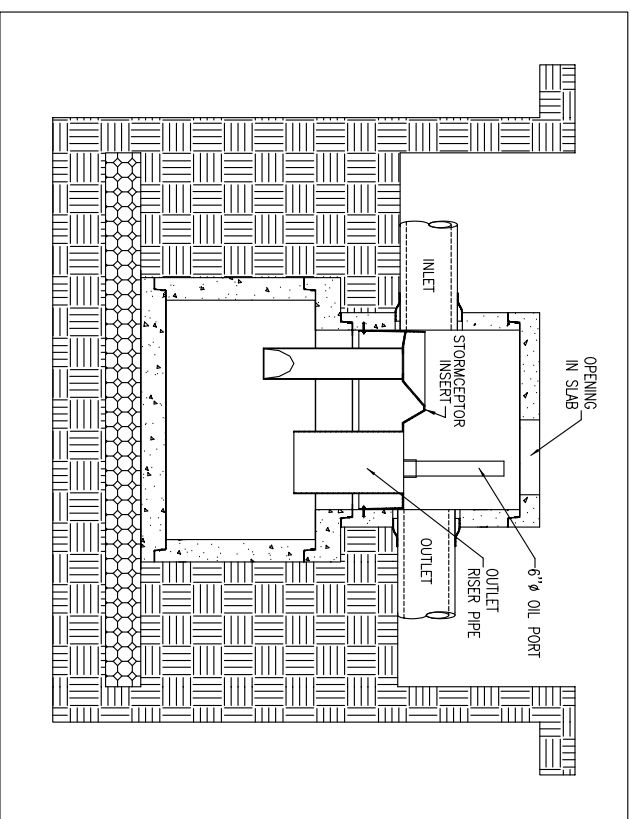 OPENING
IN SLAB
6"ø OIL PORT
OUTLET
RISER PIPE
STORMCEPTOR
INSERT
INLET
OUTLET